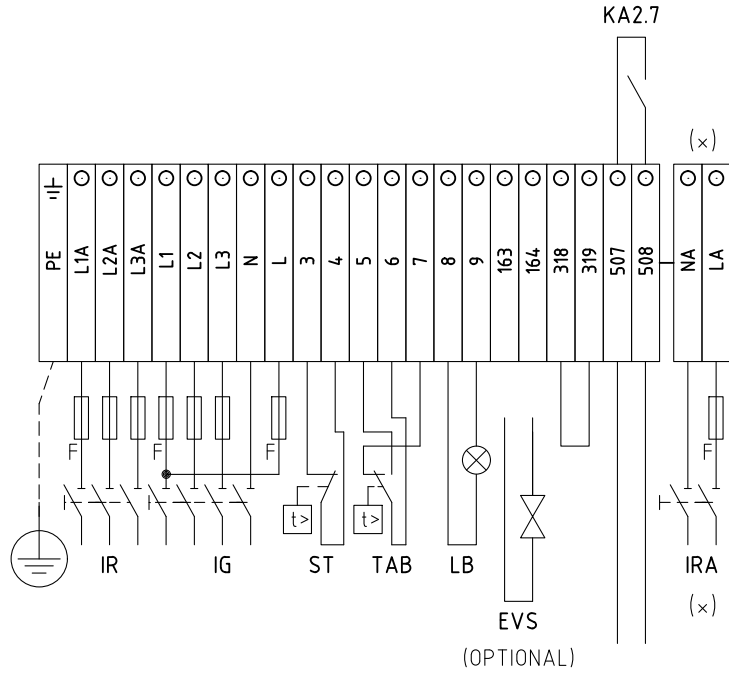 KA2.7
(x)
PE L1A L2A L3A L1 L2 L3 N L 3 4 5 6 7 8 9 163 164 318 319 507 508 NA LA
F F F F
t> t>
IR IG ST TAB LB IRA
EVS (x)
(OPTIONAL)